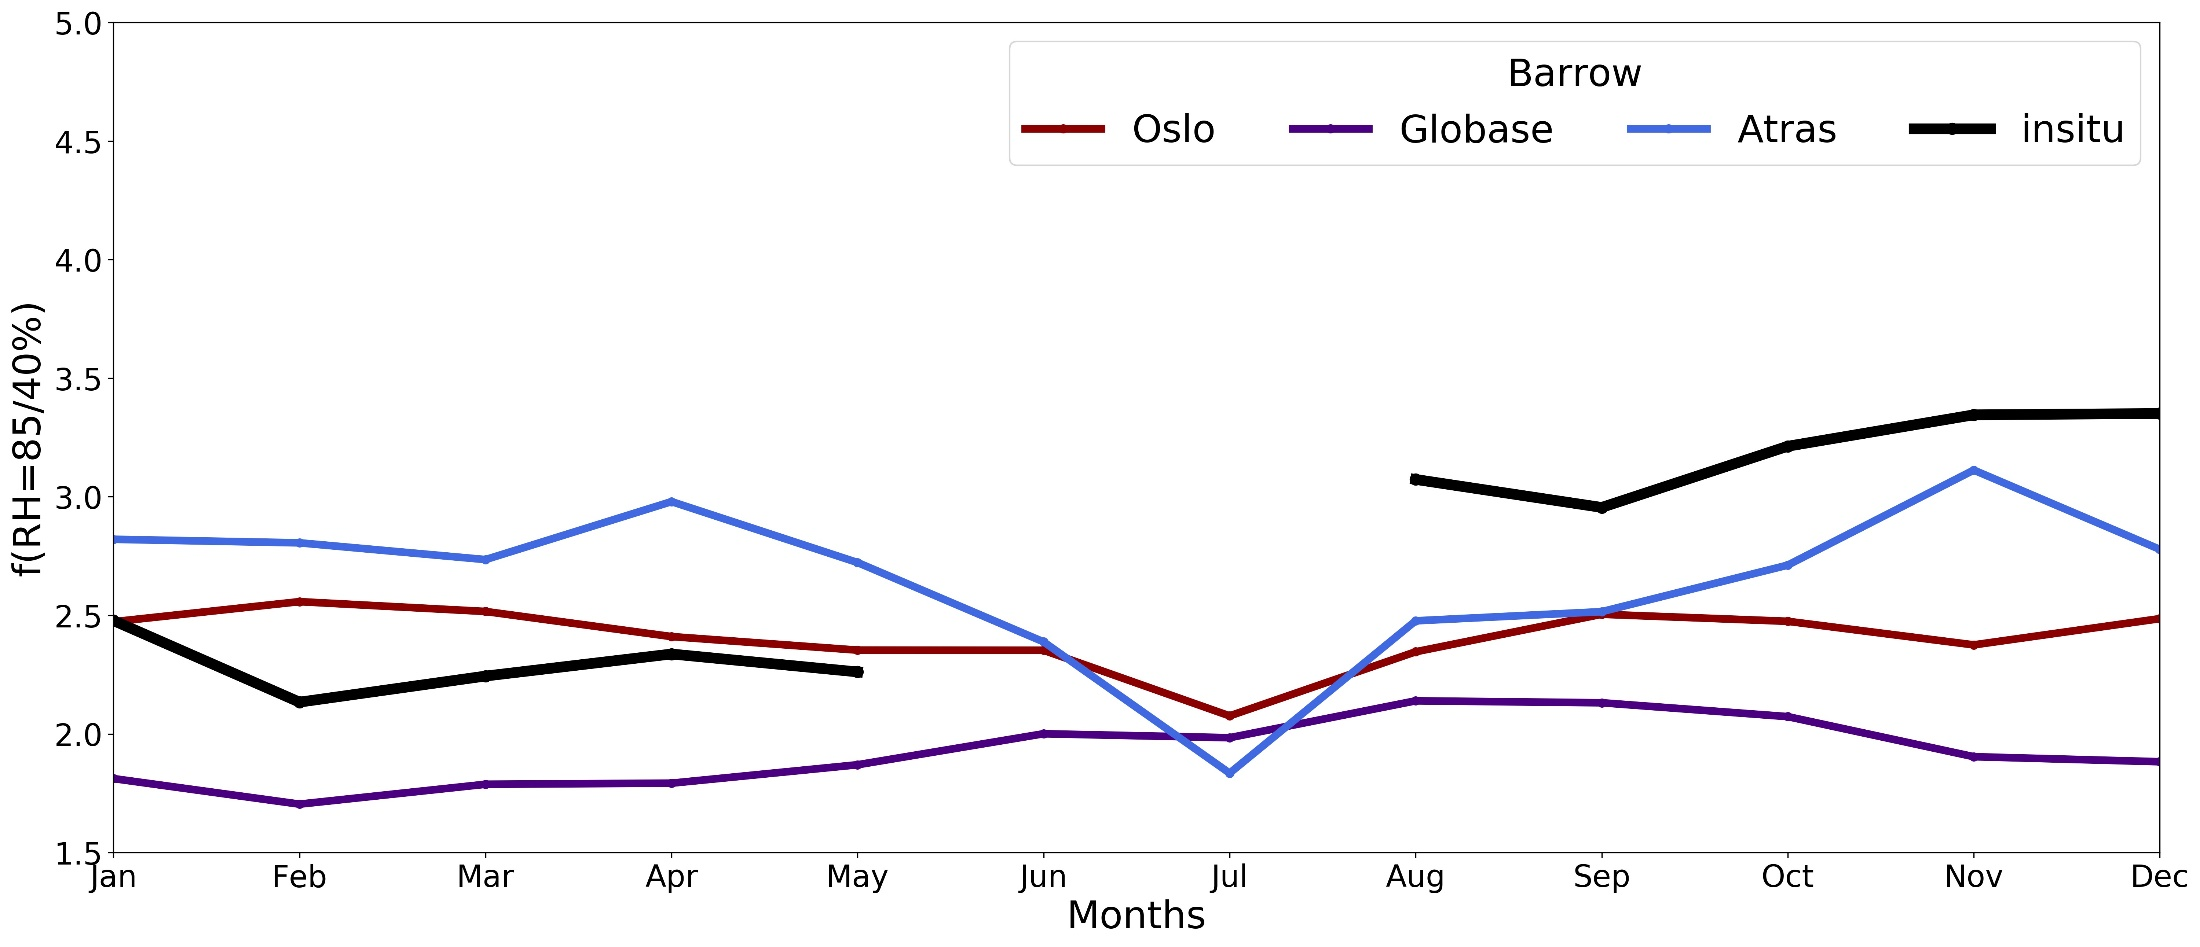 Barrow
Oslo Globase Atras insitu
f(RH=85/40%)
5.0
4.5
4.0
3.5
3.0
2.5
2.0
1.5
Jan Feb Mar Apr May Jun Jul Aug Sep Oct Nov Dec
Months